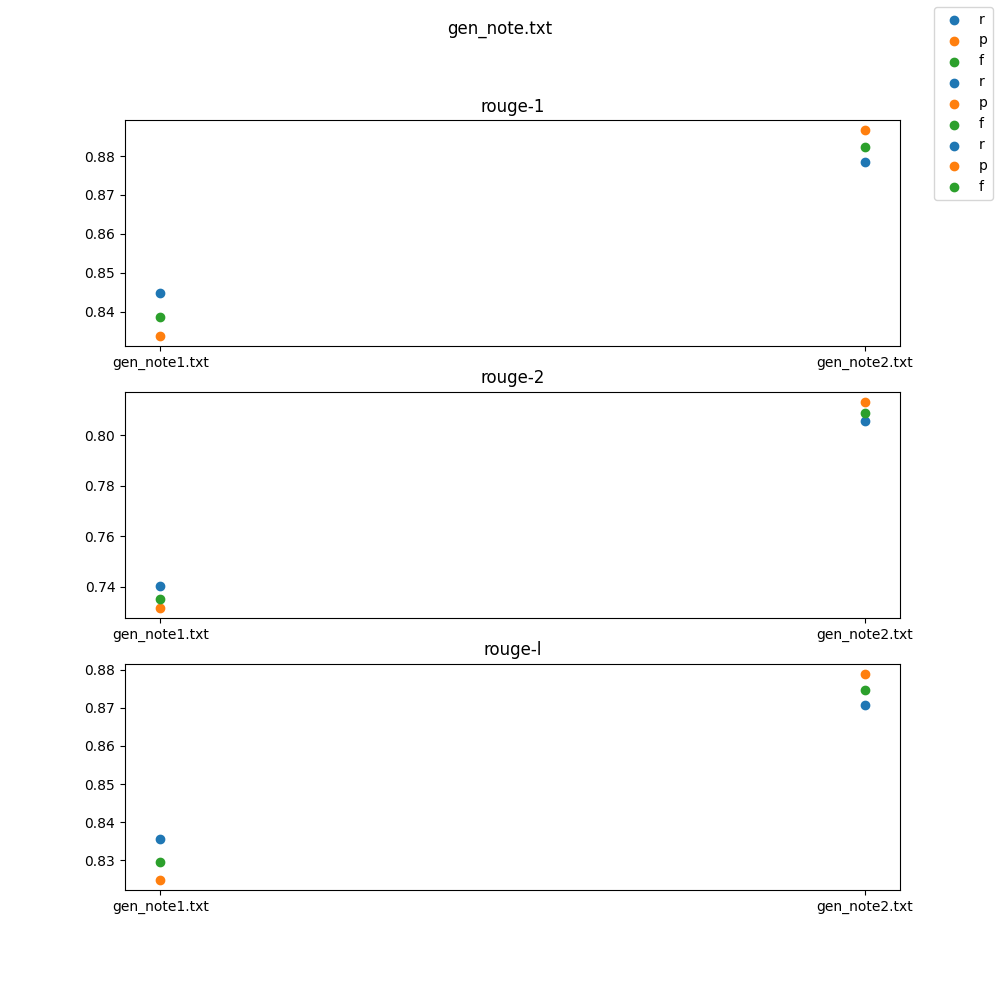 gen_note.txt
r
p
f
r
p
f
r
p
f
rouge-1
0.88
0.87
0.86
0.85
0.84
gen_note1.txt gen_note2.txt
rouge-2
0.80
0.78
0.76
0.74
gen_note1.txt gen_note2.txt
rouge-l
0.88
0.87
0.86
0.85
0.84
0.83
gen_note1.txt gen_note2.txt